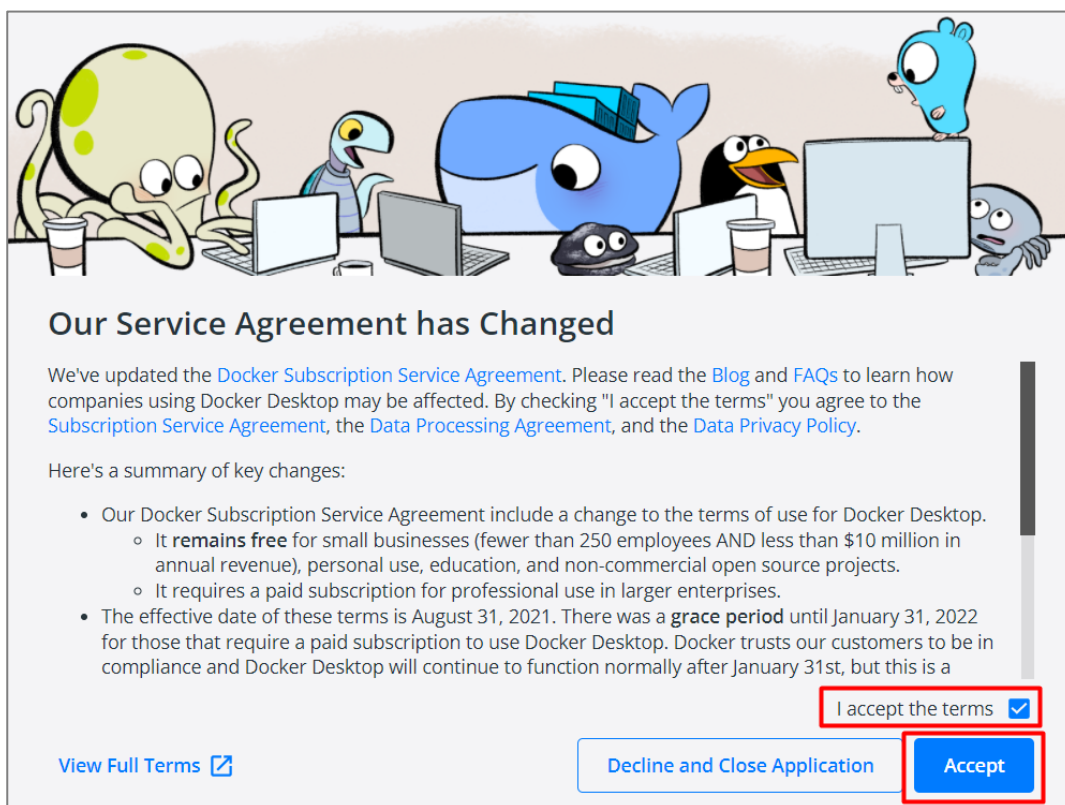 Our Service Agreement has Changed
We've updated the Docker Subscription Service Agreement. Please read the Blog and FAQs to learn how
companies using Docker Desktop may be affected. By checking "I accept the terms" you agree to the
Subscription Service Agreement, the Data Processing Agreement, and the Data Privacy Policy.
Here's a summary of key changes:
• Our Docker Subscription Service Agreement include a change to the terms of use for Docker Desktop.
◦ It remains free for small businesses (fewer than 250 employees AND less than $10 million in
annual revenue), personal use, education, and non-commercial open source projects.
◦ It requires a paid subscription for professional use in larger enterprises.
• The effective date of these terms is August 31, 2021. There was a grace period until January 31, 2022
for those that require a paid subscription to use Docker Desktop. Docker trusts our customers to be in
compliance and Docker Desktop will continue to function normally after January 31st, but this is a
I accept the terms
View Full Terms
Decline and Close Application
Accept